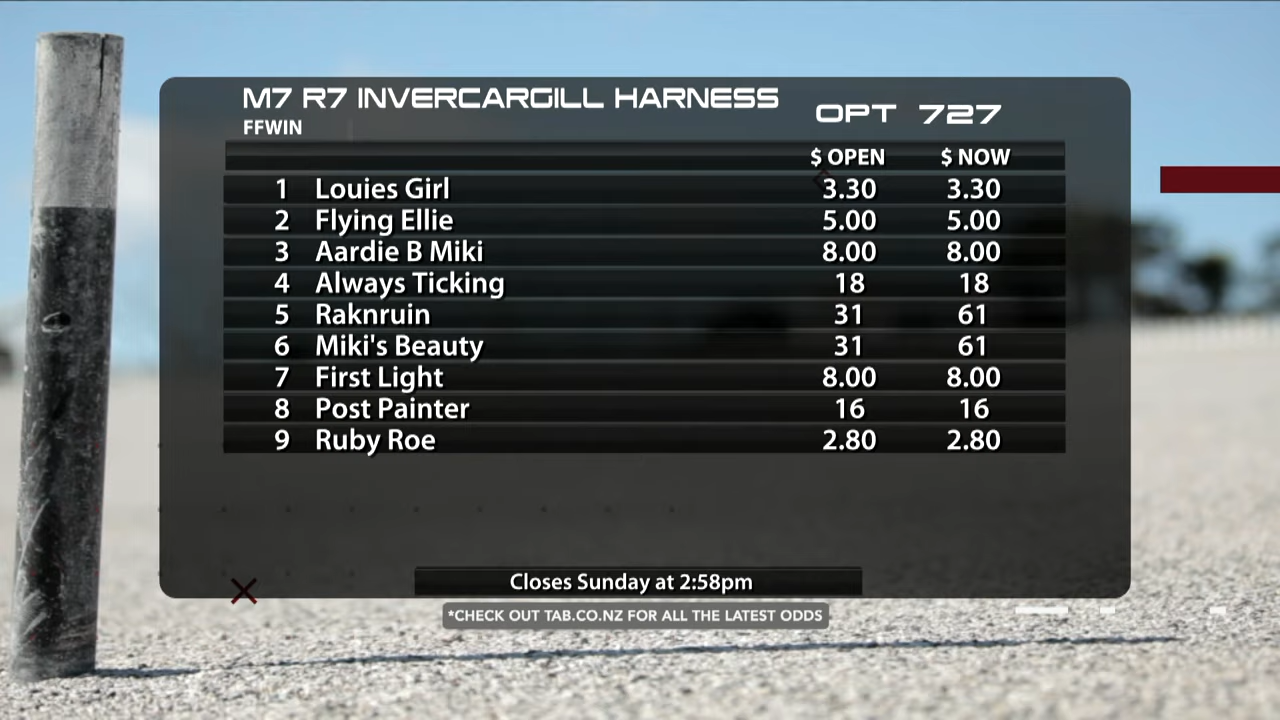 M7 R7 INVERCARGILL HARNESS OPT 727
FFWIN
$ OPEN $ NOW
1 Louies Girl 3.30 3.30
2 Flying Ellie 5.00 5.00
3 Aardie B Miki 8.00 8.00
4 Always Ticking 18 18
5 Raknruin 31 61
6 Miki's Beauty 31 61
7 First Light 8.00 8.00
8 Post Painter 16 16
9 Ruby Roe 2.80 2.80
Closes Sunday at 2:58pm
*CHECK OUT TAB.CO.NZ FOR ALL THE LATEST ODDS